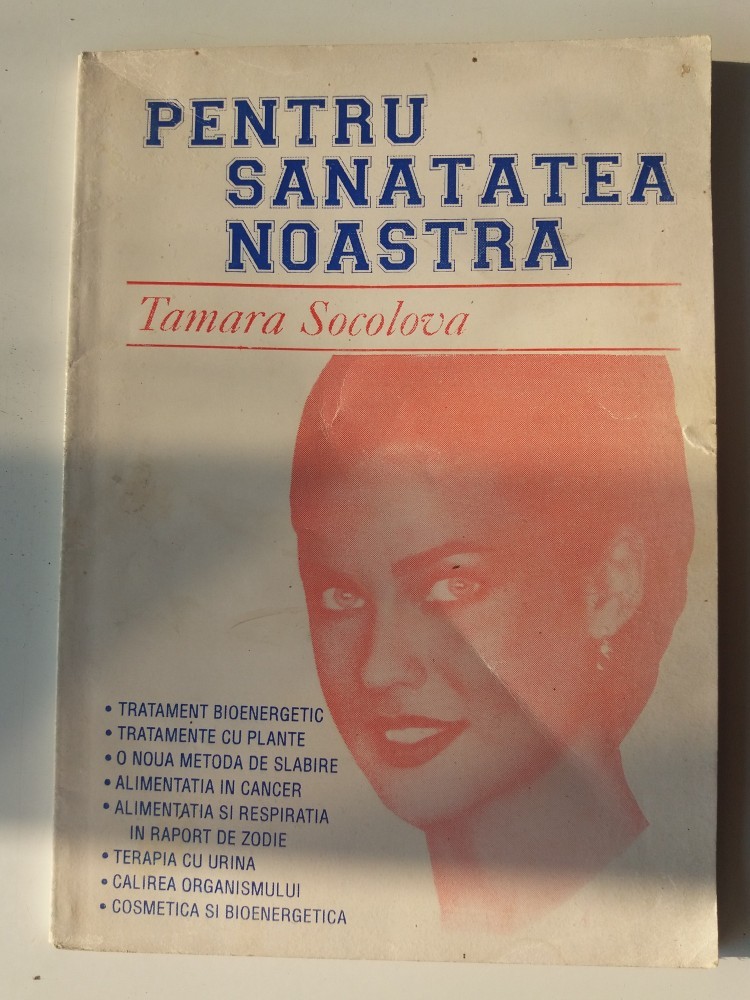 PENTRU
SANATATEA
NOASTRA
Tamara Socolova
• TRATAMENT BIOENERGETIC
• TRATAMENTE CU PLANTE
• O NOUA METODA DE SLABIRE
• ALIMENTATIA IN CANCER
• ALIMENTATIA SI RESPIRATIA
IN RAPORT DE ZODIE
• TERAPIA CU URINA
• CALIREA ORGANISMULUI
• COSMETICA SI BIOENERGETICA